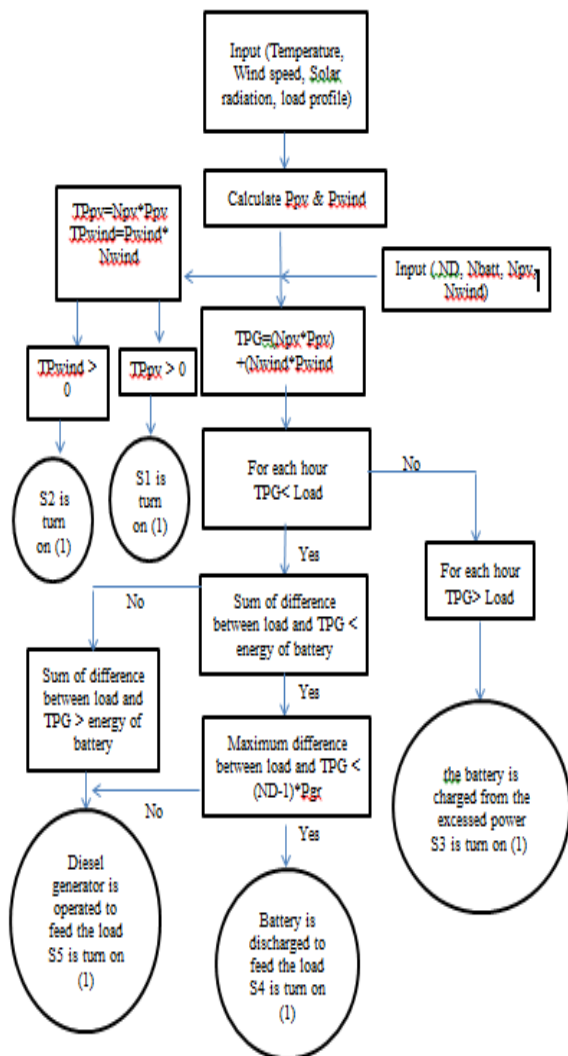 Input (Temperature,
Wind speed, Solar
radiation, load profile)
Calculate Ppv & Pwind
TPpv=Npv*Ppv
TPwind=Pwind*
Nwind
Input (.ND, Nbatt, Npv,
Nwind)
TPG=(Npv*Ppv)
+(Nwind*Pwind
TPwind >
0
TPpv > 0
S2 is
turn
on (1)
S1 is
turn
on (1)
For each hour
TPG< Load
No
Yes
For each hour
TPG> Load
No
Sum of difference
between load and TPG <
energy of battery
Yes
Sum of difference
between load and
TPG > energy of
battery
Maximum difference
between load and TPG <
(ND-1)*Pgr
the battery is
charged from the
excessed power
S3 is turn on (1)
No
Yes
Diesel
generator is
operated to
feed the load
S5 is turn on
(1)
Battery is
discharged to
feed the load
S4 is turn on
(1)